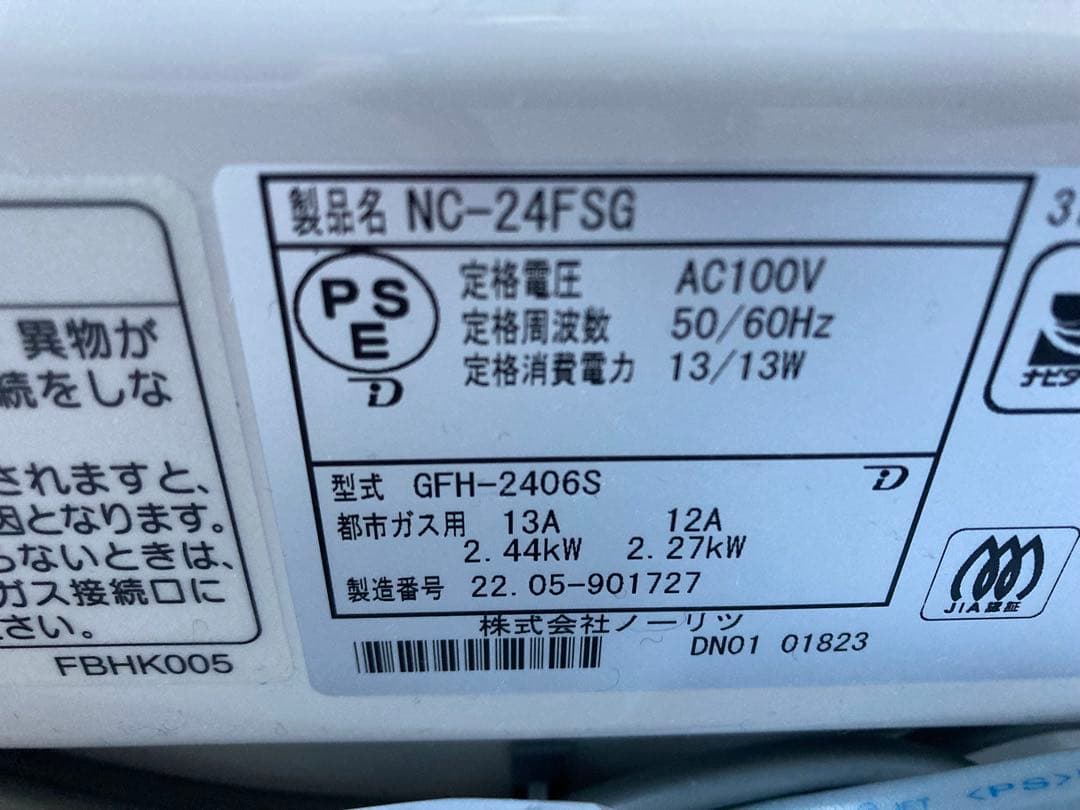 異物が
続をしな
されますと、
因となります。
らないときは、
ガス接続口に
さい。
FBHK005
製品名 NC-24FSG
PSE
定格電圧 AC100V
定格周波数 50/60Hz
定格消費電力 13/13W
型式 GFH-2406S
都市ガス用 13A 12A
2.44kW 2.27kW
製造番号 22.05-901727
株式会社ノーリツ
DN01 01823
ナビタ
JIA認証
<PS>